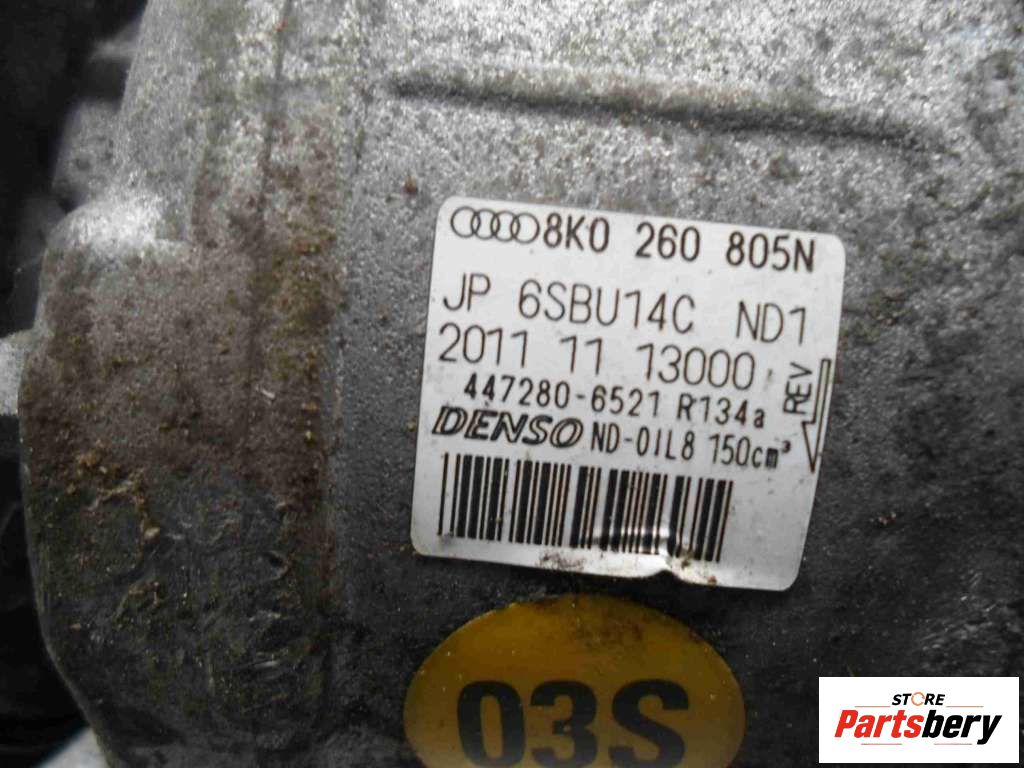 8K0 260 805N
JP 6SBU14C ND1
2011 11 13000
REV
447280-6521 R134a
DENSO ND-OIL8 150cm³
03S
STORE
Partsbery